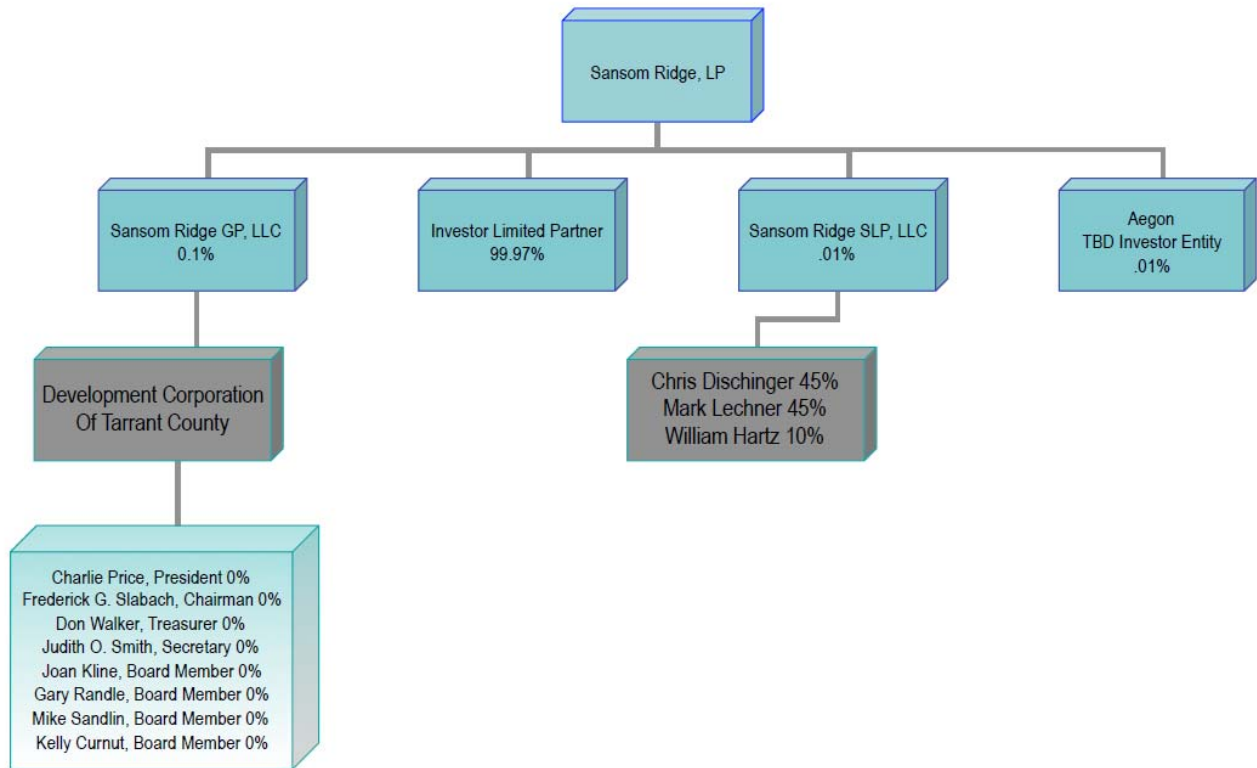 Sansom Ridge, LP
Sansom Ridge GP, LLC
0.1%
Investor Limited Partner
99.97%
Sansom Ridge SLP, LLC
.01%
Aegon
TBD Investor Entity
.01%
Development Corporation
Of Tarrant County
Chris Dischinger 45%
Mark Lechner 45%
William Hartz 10%
Charlie Price, President 0%
Frederick G. Slabach, Chairman 0%
Don Walker, Treasurer 0%
Judith O. Smith, Secretary 0%
Joan Kline, Board Member 0%
Gary Randle, Board Member 0%
Mike Sandlin, Board Member 0%
Kelly Curnut, Board Member 0%